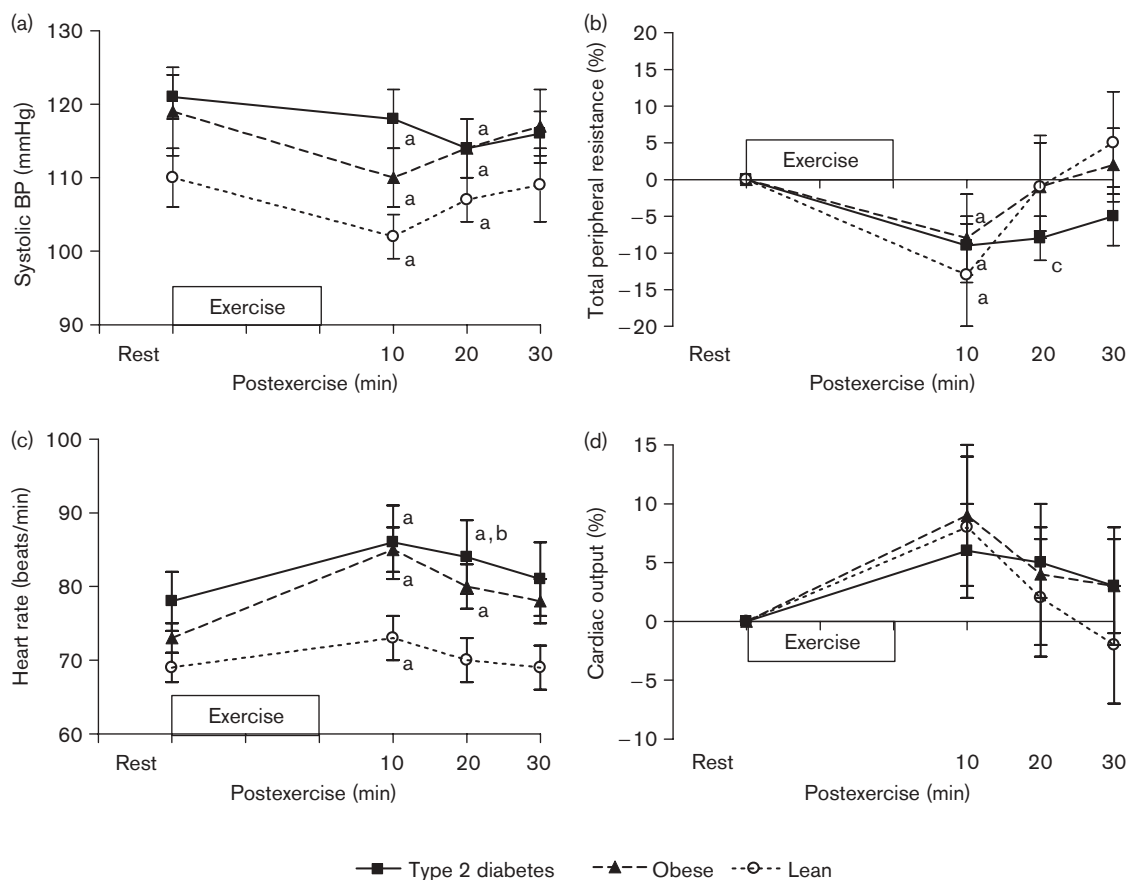 (a)
130
120
110
100
90
Systolic BP (mmHg)
a
a
a
a
a
a
Exercise
Rest
10
20
30
Postexercise (min)
(b)
20
15
10
5
0
−5
−10
−15
−20
Total peripheral resistance (%)
Exercise
a
a
a
c
Rest
10
20
30
Postexercise (min)
(c)
100
90
80
70
60
Heart rate (beats/min)
a
a,b
a
a
a
Exercise
Rest
10
20
30
Postexercise (min)
(d)
15
10
5
0
−5
−10
Cardiac output (%)
Exercise
Rest
10
20
30
Postexercise (min)
Type 2 diabetes
Obese
Lean